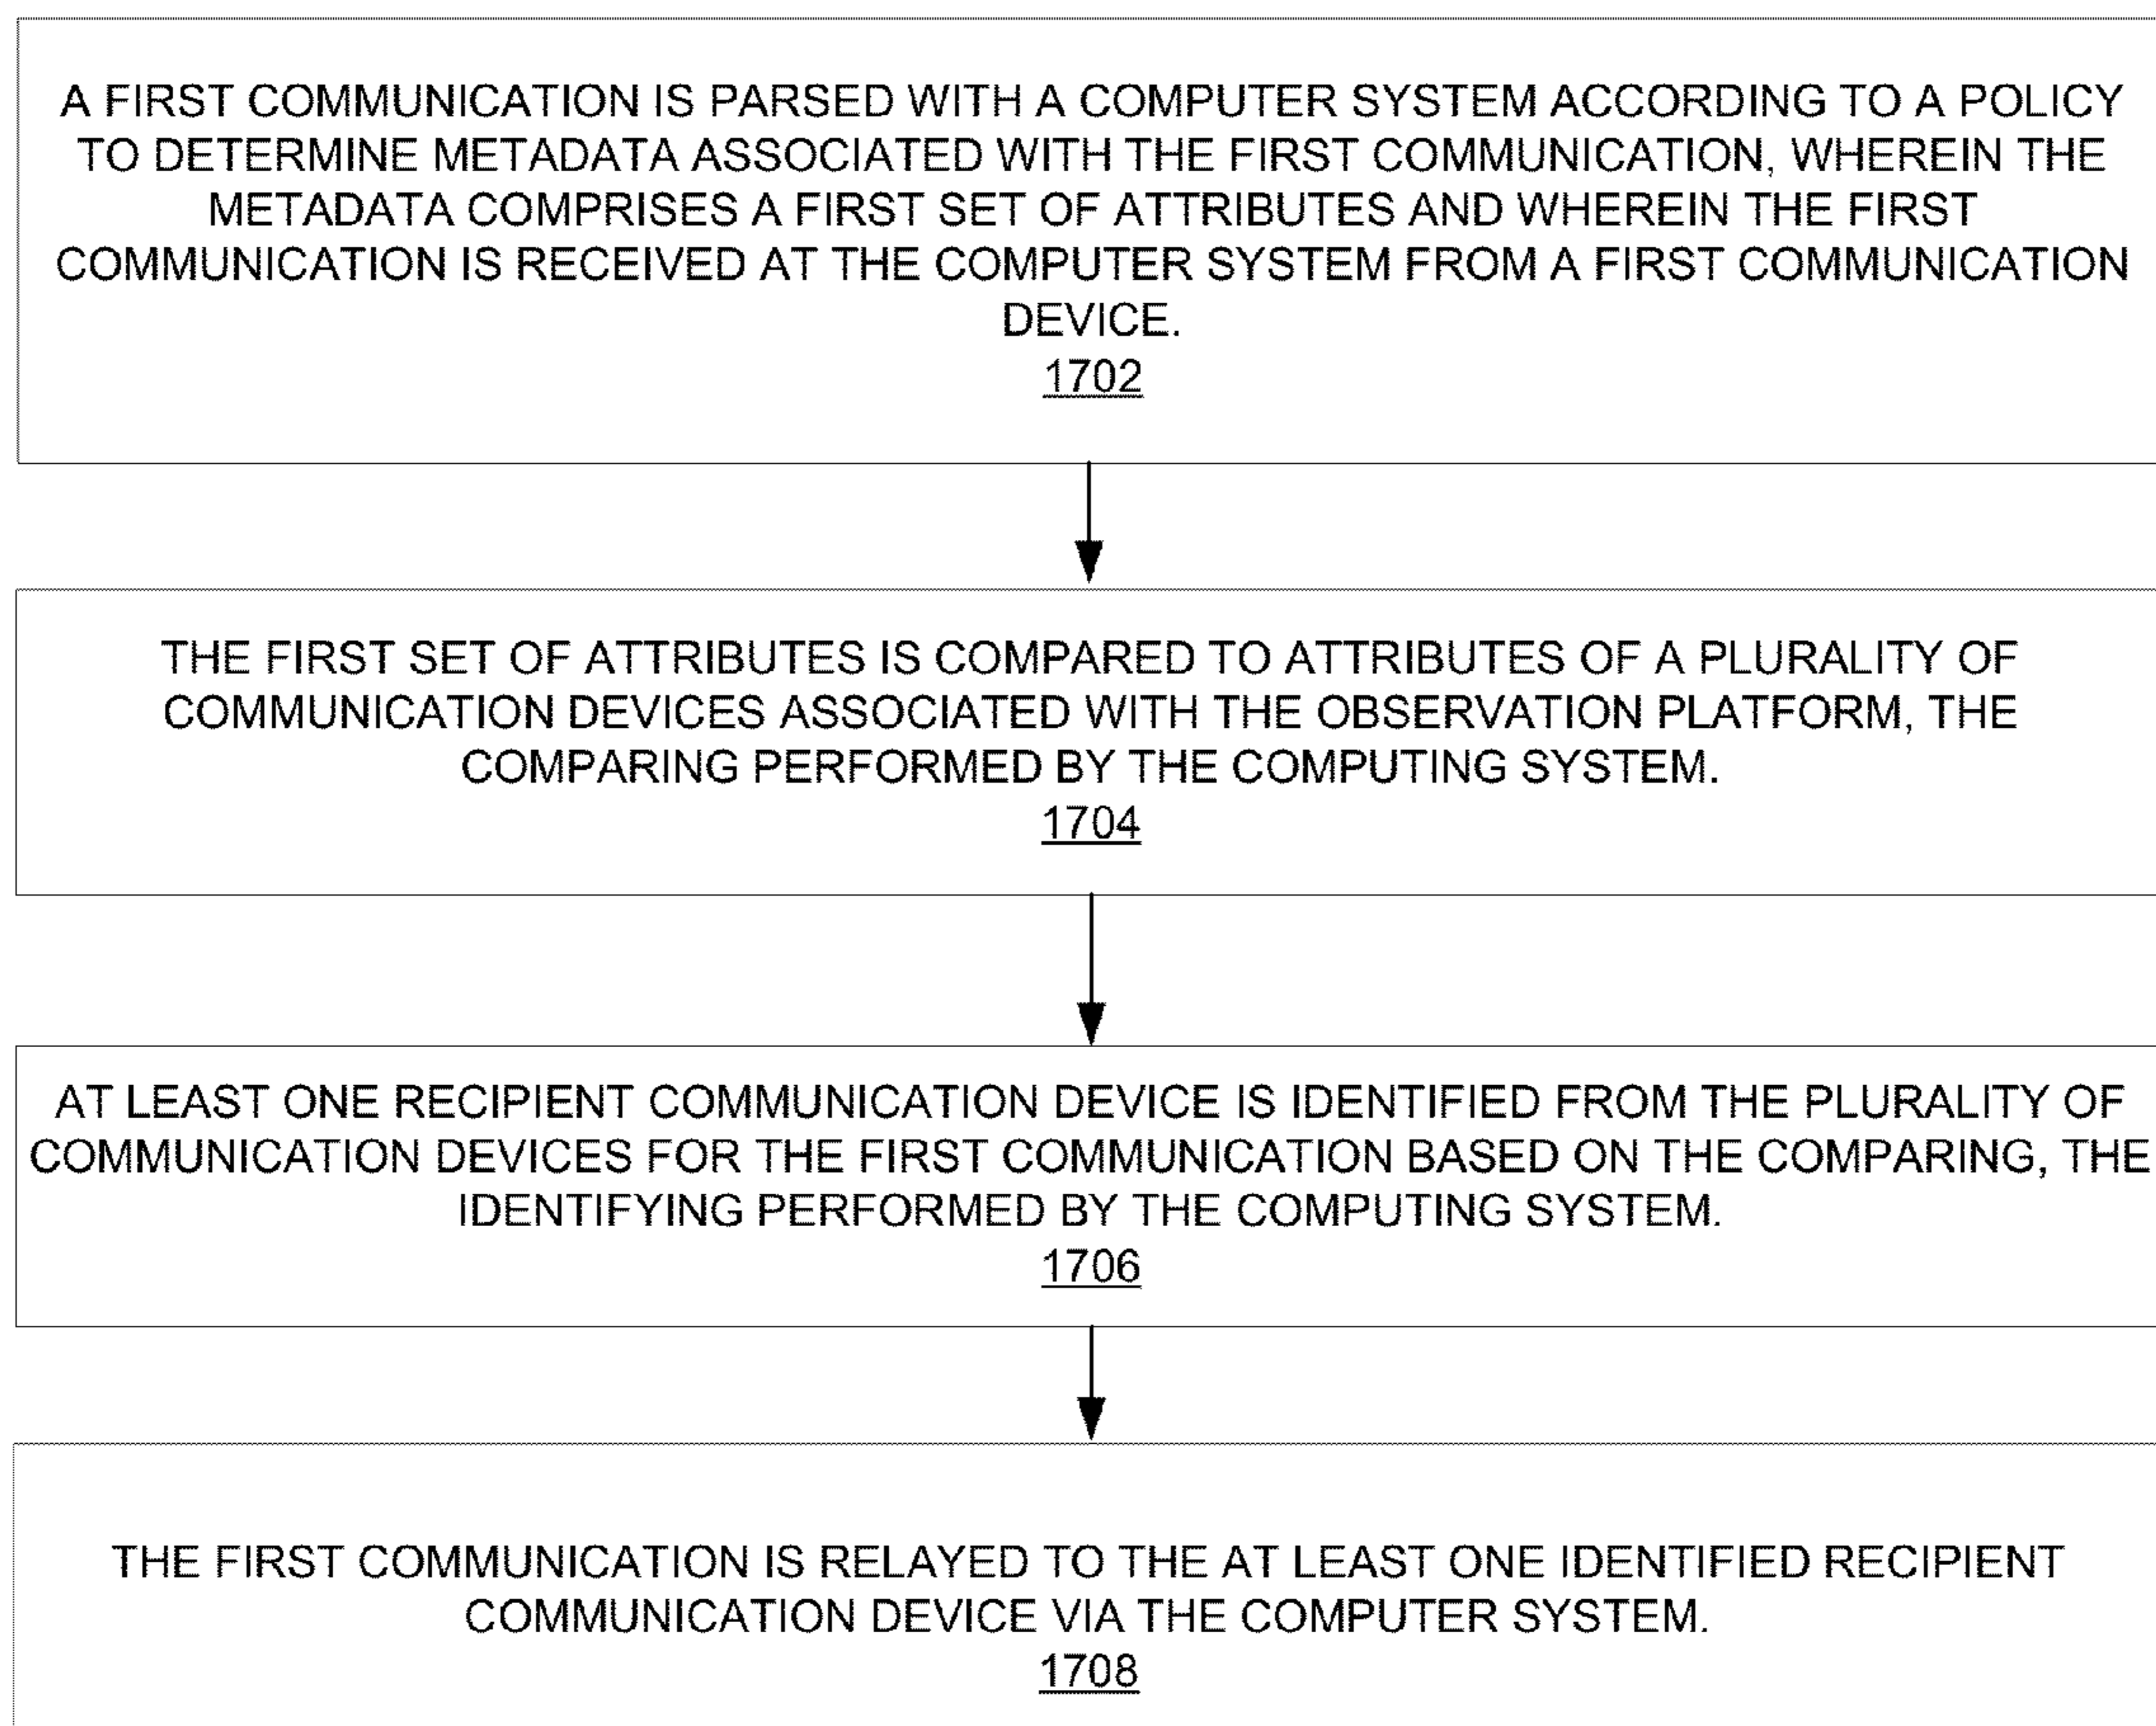 A FIRST COMMUNICATION IS PARSED WITH A COMPUTER SYSTEM ACCORDING TO A POLICY
TO DETERMINE METADATA ASSOCIATED WITH THE FIRST COMMUNICATION, WHEREIN THE
METADATA COMPRISES A FIRST SET OF ATTRIBUTES AND WHEREIN THE FIRST
COMMUNICATION IS RECEIVED AT THE COMPUTER SYSTEM FROM A FIRST COMMUNICATION
DEVICE.
1702
THE FIRST SET OF ATTRIBUTES IS COMPARED TO ATTRIBUTES OF A PLURALITY OF
COMMUNICATION DEVICES ASSOCIATED WITH THE OBSERVATION PLATFORM, THE
COMPARING PERFORMED BY THE COMPUTING SYSTEM.
1704
AT LEAST ONE RECIPIENT COMMUNICATION DEVICE IS IDENTIFIED FROM THE PLURALITY OF
COMMUNICATION DEVICES FOR THE FIRST COMMUNICATION BASED ON THE COMPARING, THE
IDENTIFYING PERFORMED BY THE COMPUTING SYSTEM.
1706
THE FIRST COMMUNICATION IS RELAYED TO THE AT LEAST ONE IDENTIFIED RECIPIENT
COMMUNICATION DEVICE VIA THE COMPUTER SYSTEM.
1708